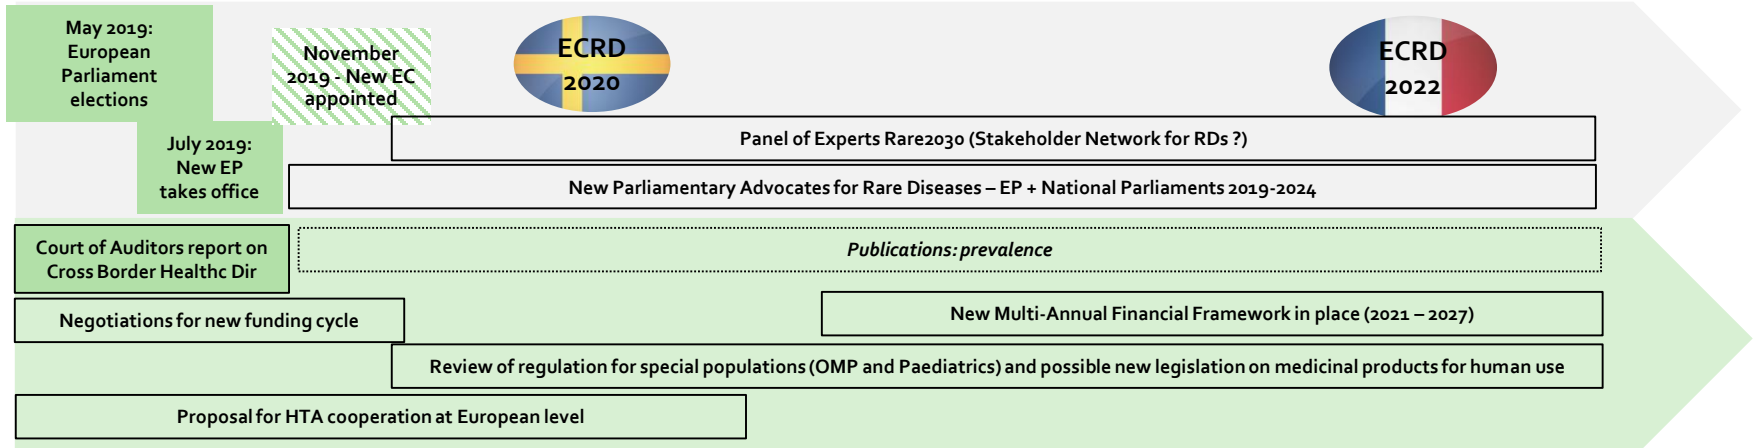 May 2019:
European
Parliament
elections
November
2019 - New EC
appointed
ECRD
2020
ECRD
2022
July 2019:
New EP
takes office
Panel of Experts Rare2030 (Stakeholder Network for RDs ?)
New Parliamentary Advocates for Rare Diseases – EP + National Parliaments 2019-2024
Court of Auditors report on
Cross Border Healthc Dir
Publications: prevalence
Negotiations for new funding cycle
New Multi-Annual Financial Framework in place (2021 – 2027)
Review of regulation for special populations (OMP and Paediatrics) and possible new legislation on medicinal products for human use
Proposal for HTA cooperation at European level